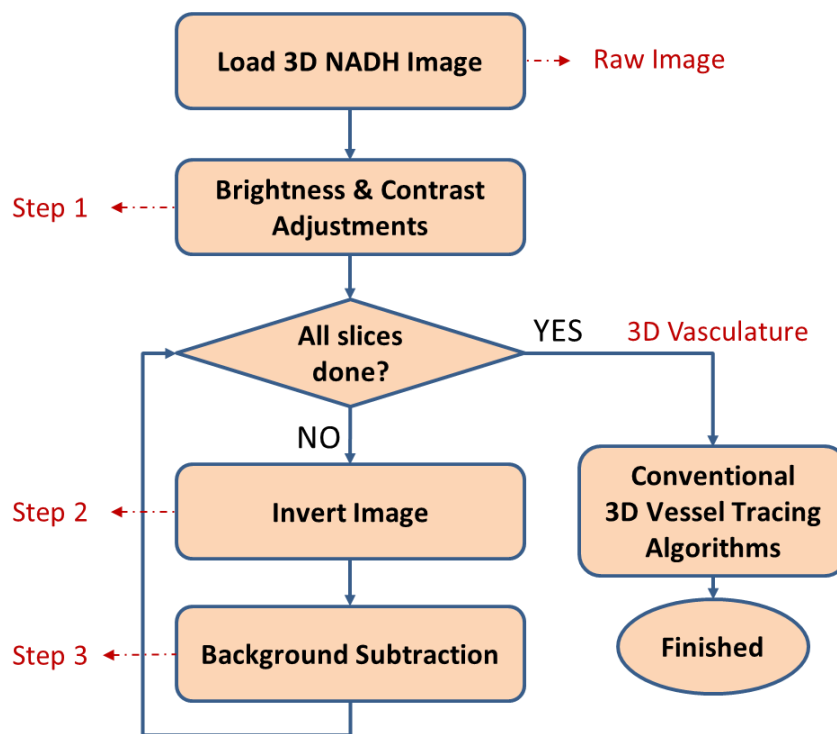 Load 3D NADH Image
Raw Image
Step 1
Brightness & Contrast
Adjustments
All slices
done?
YES
3D Vasculature
NO
Step 2
Invert Image
Conventional
3D Vessel Tracing
Algorithms
Step 3
Background Subtraction
Finished